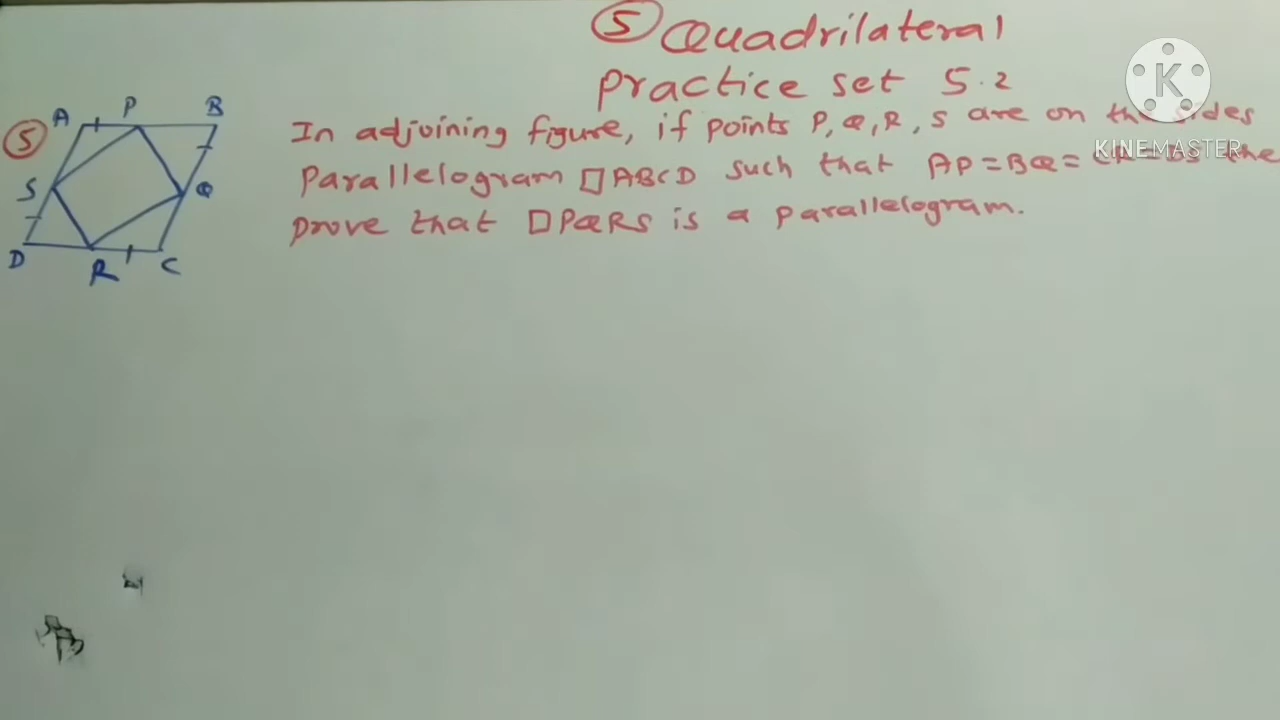 5 Quadrilateral
Practice set 5.2
K
KINEMASTER
5
A P B
S Q
D R C
In adjoining figure, if points P, Q, R, S are on the sides
Parallelogram □ABCD such that AP = BQ = the
prove that □PQRS is a parallelogram.